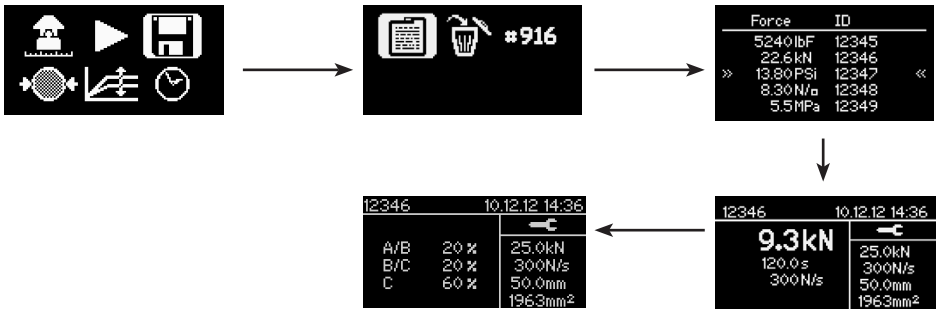 #916
Force ID
5240lbF 12345
22.6kN 12346
» 13.80PSi 12347 «
8.30N/▫ 12348
5.5MPa 12349
12346 10.12.12 14:36
9.3kN
120.0s
300N/s
25.0kN
300N/s
50.0mm
1963mm²
12346 10.12.12 14:36
A/B 20%
B/C 20%
C 60%
25.0kN
300N/s
50.0mm
1963mm²